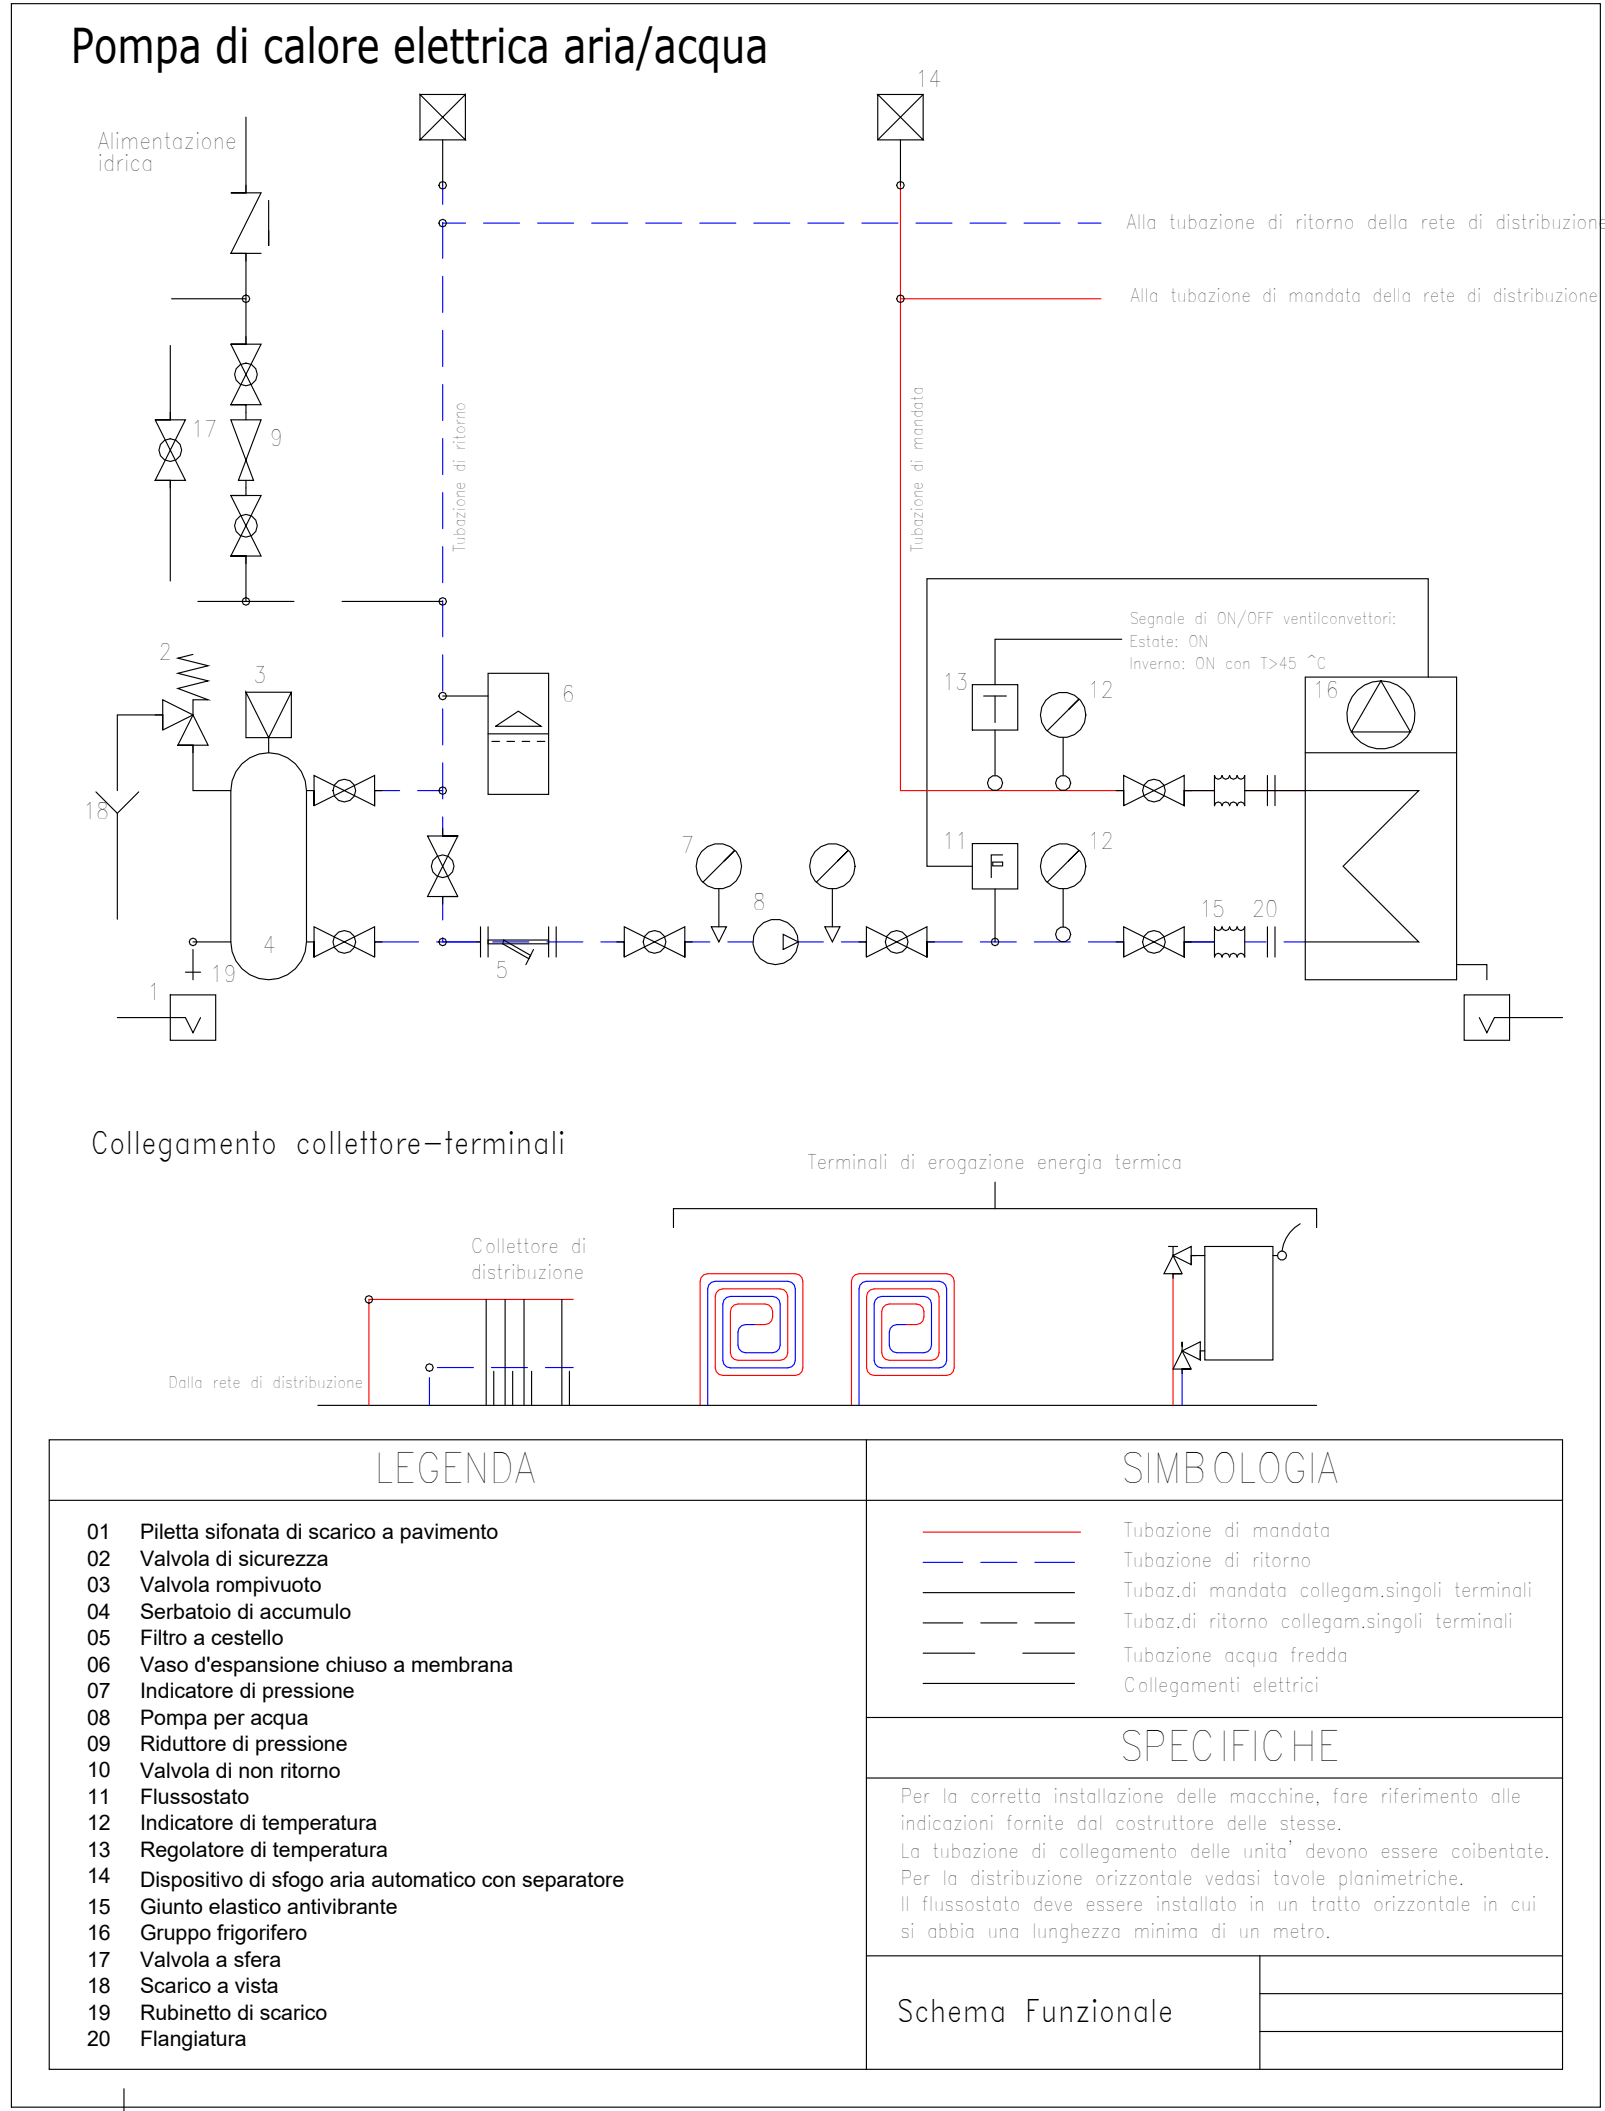 Pompa di calore elettrica aria/acqua
14
Alimentazione
idrica
Alla tubazione di ritorno della rete di distribuzione
Alla tubazione di mandata della rete di distribuzione
Tubazione di ritorno
Tubazione di mandata
17
9
Segnale di ON/OFF ventilconvettori:
Estate: ON
Inverno: ON con T>45 ^C
2
3
6
13
T
12
16
18
7
8
11
F
12
4
5
15
20
19
1
Collegamento collettore-terminali
Terminali di erogazione energia termica
Collettore di
distribuzione
Dalla rete di distribuzione
LEGENDA
01 Piletta sifonata di scarico a pavimento
02 Valvola di sicurezza
03 Valvola rompivuoto
04 Serbatoio di accumulo
05 Filtro a cestello
06 Vaso d'espansione chiuso a membrana
07 Indicatore di pressione
08 Pompa per acqua
09 Riduttore di pressione
10 Valvola di non ritorno
11 Flussostato
12 Indicatore di temperatura
13 Regolatore di temperatura
14 Dispositivo di sfogo aria automatico con separatore
15 Giunto elastico antivibrante
16 Gruppo frigorifero
17 Valvola a sfera
18 Scarico a vista
19 Rubinetto di scarico
20 Flangiatura
SIMBOLOGIA
Tubazione di mandata
Tubazione di ritorno
Tubaz.di mandata collegam.singoli terminali
Tubaz.di ritorno collegam.singoli terminali
Tubazione acqua fredda
Collegamenti elettrici
SPECIFICHE
Per la corretta installazione delle macchine, fare riferimento alle
indicazioni fornite dal costruttore delle stesse.
La tubazione di collegamento delle unita' devono essere coibentate.
Per la distribuzione orizzontale vedasi tavole planimetriche.
Il flussostato deve essere installato in un tratto orizzontale in cui
si abbia una lunghezza minima di un metro.
Schema Funzionale